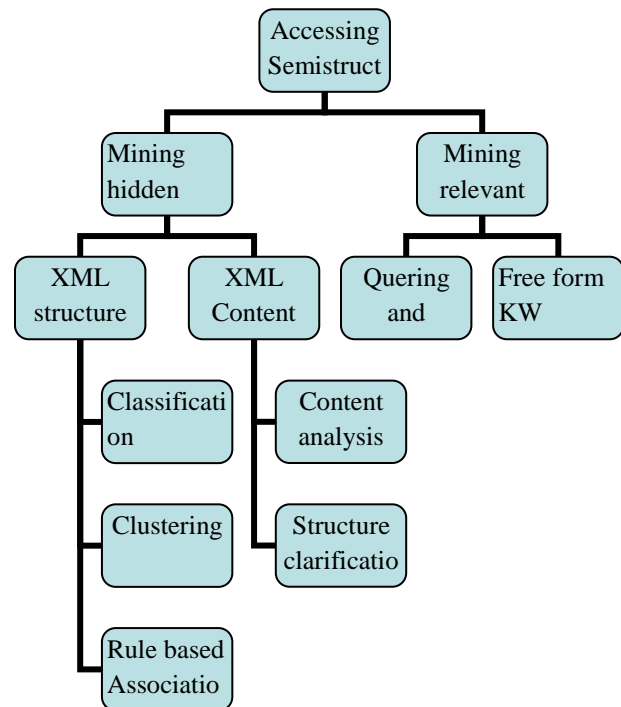 Accessing
Semistruct
Mining
hidden
Mining
relevant
XML
structure
XML
Content
Quering
and
Free form
KW
Classificati
on
Content
analysis
Clustering
Structure
clarificatio
Rule based
Associatio